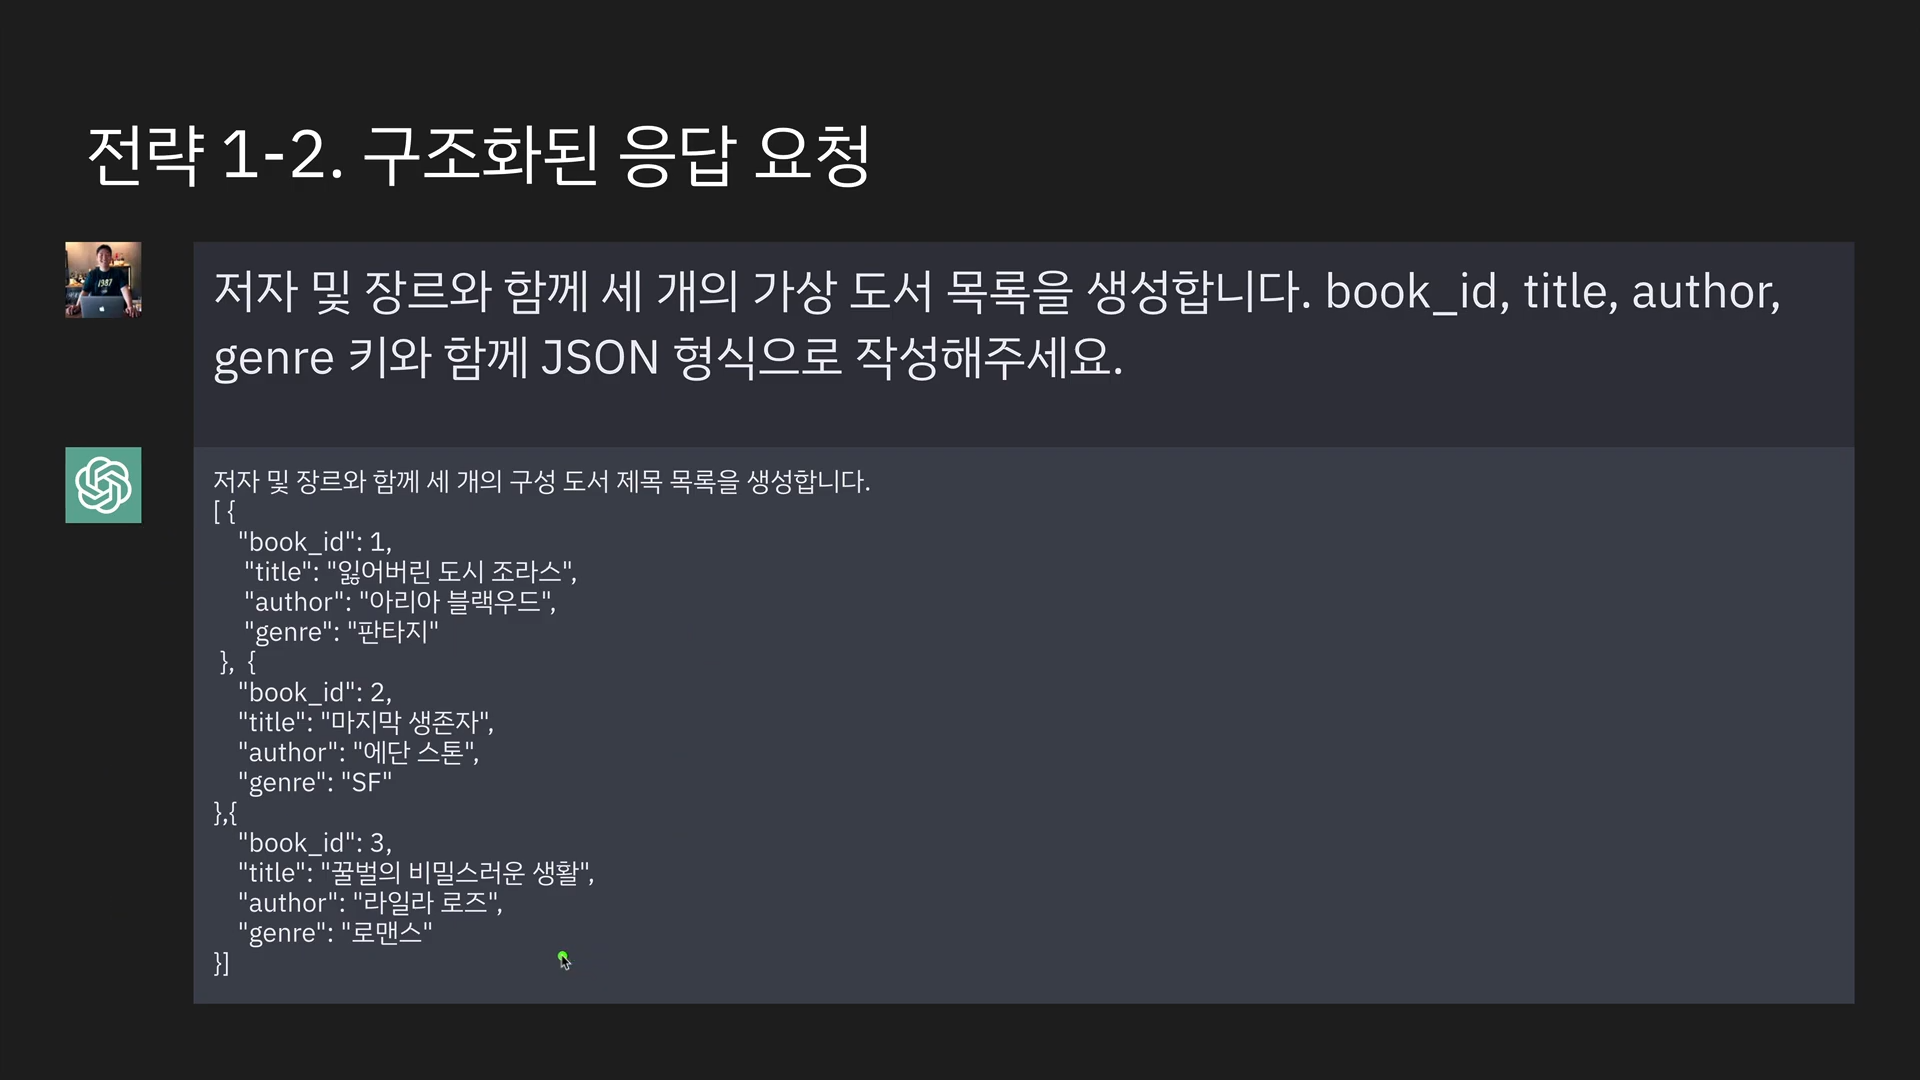 전략 1-2. 구조화된 응답 요청
저자 및 장르와 함께 세 개의 가상 도서 목록을 생성합니다. book_id, title, author,
genre 키와 함께 JSON 형식으로 작성해주세요.
저자 및 장르와 함께 세 개의 구성 도서 제목 목록을 생성합니다.
[ {
"book_id": 1,
"title": "잃어버린 도시 조라스",
"author": "아리아 블랙우드",
"genre": "판타지"
}, {
"book_id": 2,
"title": "마지막 생존자",
"author": "에단 스톤",
"genre": "SF"
},{
"book_id": 3,
"title": "꿀벌의 비밀스러운 생활",
"author": "라일라 로즈",
"genre": "로맨스"
}]